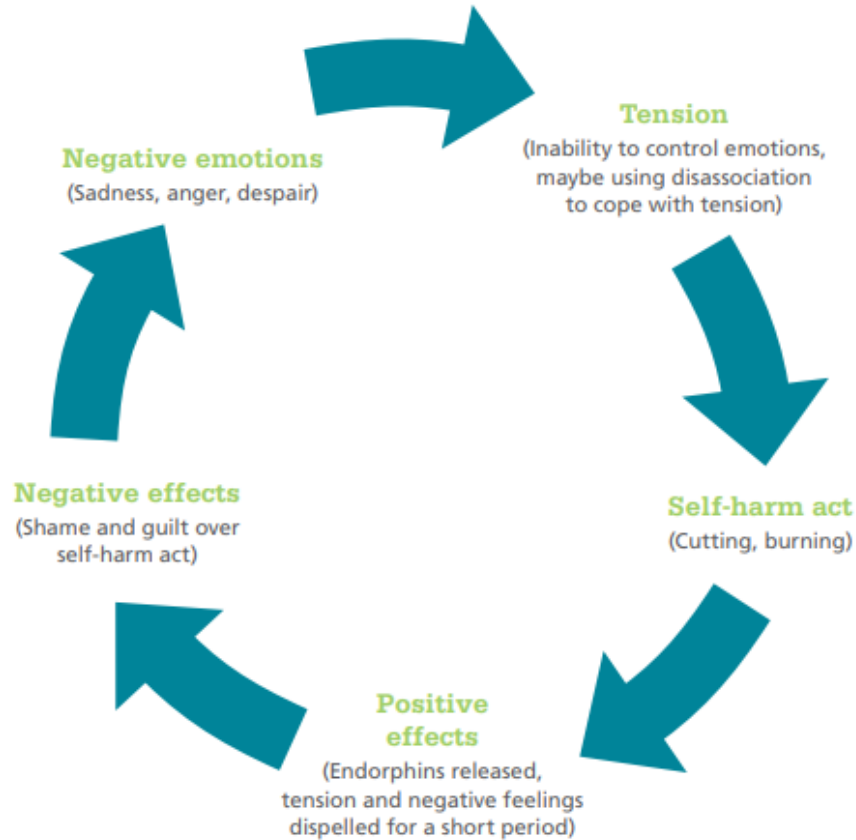 Negative emotions
(Sadness, anger, despair)
Tension
(Inability to control emotions,
maybe using disassociation
to cope with tension)
Self-harm act
(Cutting, burning)
Positive
effects
(Endorphins released,
tension and negative feelings
dispelled for a short period)
Negative effects
(Shame and guilt over
self-harm act)